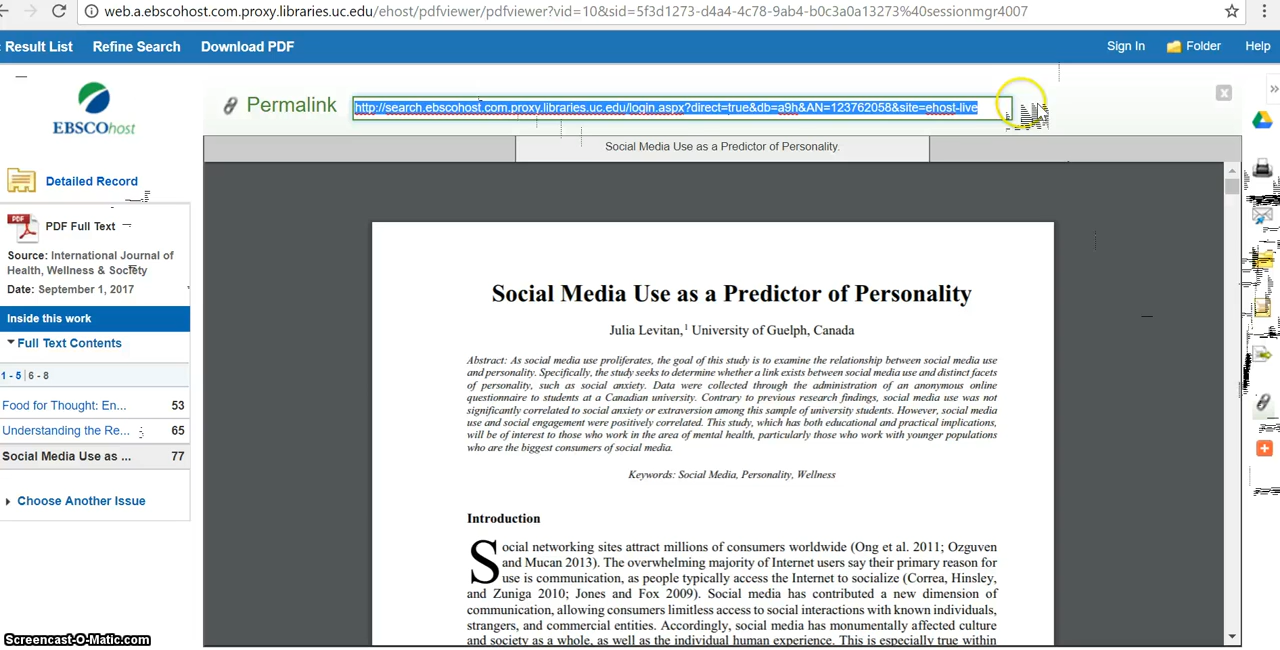 web.a.ebscohost.com.proxy.libraries.uc.edu/ehost/pdfviewer/pdfviewer?vid=10&sid=5f3d1273-d4a4-4c78-9ab4-b0c3a0a13273%40sessionmgr4007
Result List Refine Search Download PDF Sign In Folder Help
EBSCOhost
Permalink http://search.ebscohost.com.proxy.libraries.uc.edu/login.aspx?direct=true&db=a9h&AN=123762058&site=ehost-live
Social Media Use as a Predictor of Personality.
Detailed Record
PDF PDF Full Text
Source: International Journal of
Health, Wellness & Society
Date: September 1, 2017
Inside this work
Full Text Contents
1 - 5 | 6 - 8
Food for Thought: En... 53
Understanding the Re... 65
Social Media Use as ... 77
Choose Another Issue
Social Media Use as a Predictor of Personality
Julia Levitan,¹ University of Guelph, Canada
Abstract: As social media use proliferates, the goal of this study is to examine the relationship between social media use
and personality. Specifically, the study seeks to determine whether a link exists between social media use and distinct facets
of personality, such as social anxiety. Data were collected through the administration of an anonymous online
questionnaire to students at a Canadian university. Contrary to previous research findings, social media use was not
significantly correlated to social anxiety or extraversion among this sample of university students. However, social media
use and social engagement were positively correlated. This study, which has both educational and practical implications,
will be of interest to those who work in the area of mental health, particularly those who work with younger populations
who are the biggest consumers of social media.
Keywords: Social Media, Personality, Wellness
Introduction
Social networking sites attract millions of consumers worldwide (Ong et al. 2011; Ozguven
and Mucan 2013). The overwhelming majority of Internet users say their primary reason for
use is communication, as people typically access the Internet to socialize (Correa, Hinsley,
and Zuniga 2010; Jones and Fox 2009). Social media has contributed a new dimension of
communication, allowing consumers limitless access to social interactions with known individuals,
strangers, and commercial entities. Accordingly, social media has monumentally affected culture
and society as a whole, as well as the individual human experience. This is especially true within
Screencast-O-Matic.com